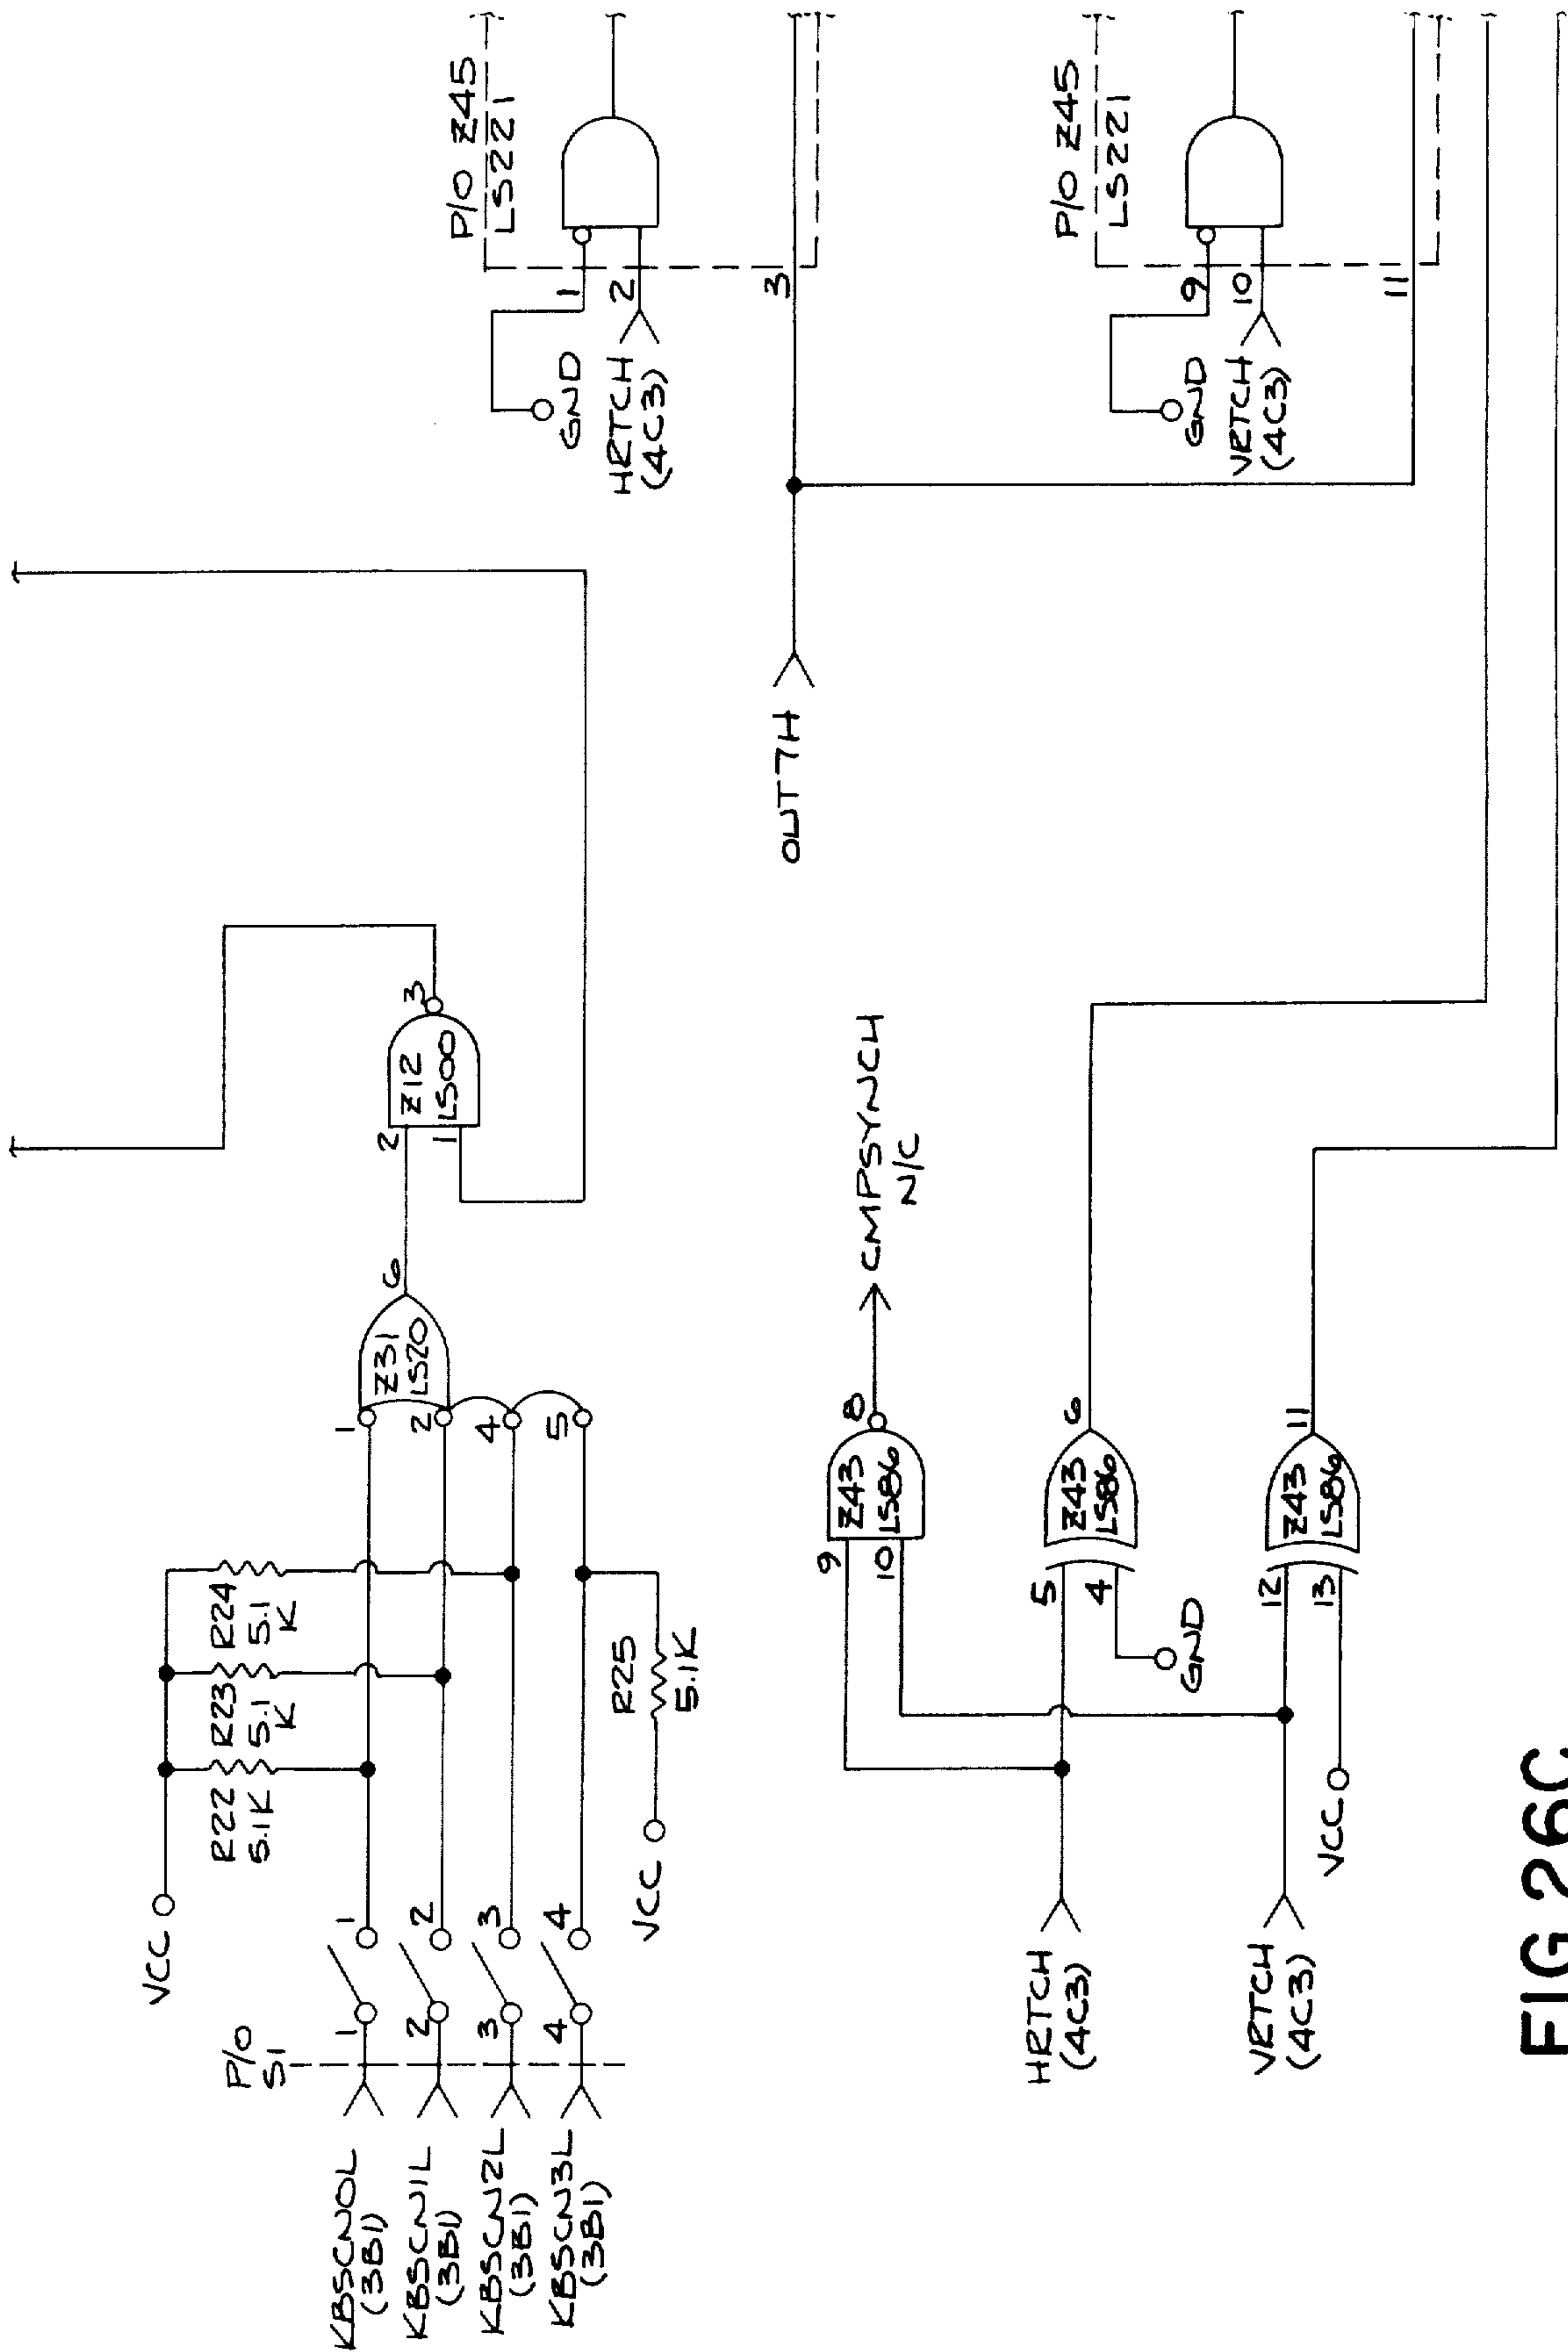 VCC
R22
5.1K
R23
5.1
K
R24
5.1
K
P/O
S1
KBSCN0L
(3B1)
1
1
1
KBSCN1L
(3B1)
2
2
2
KBSCN2L
(3B1)
3
3
4
KBSCN3L
(3B1)
4
4
5
VCC
R25
5.1K
Z31
LS20
6
2
1
Z12
LS00
3
P/O Z45
LS221
1
2
GND
HRTCH
(4C3)
3
OUT7H
9
10
Z43
LS86
8
CMPSYNCH
N/C
HRTCH
(4C3)
5
4
GND
Z43
LS86
6
VRTCH
(4C3)
12
13
VCC
Z43
LS86
11
P/O Z45
LS221
9
10
GND
VRTCH
(4C3)
11
FIG 26C